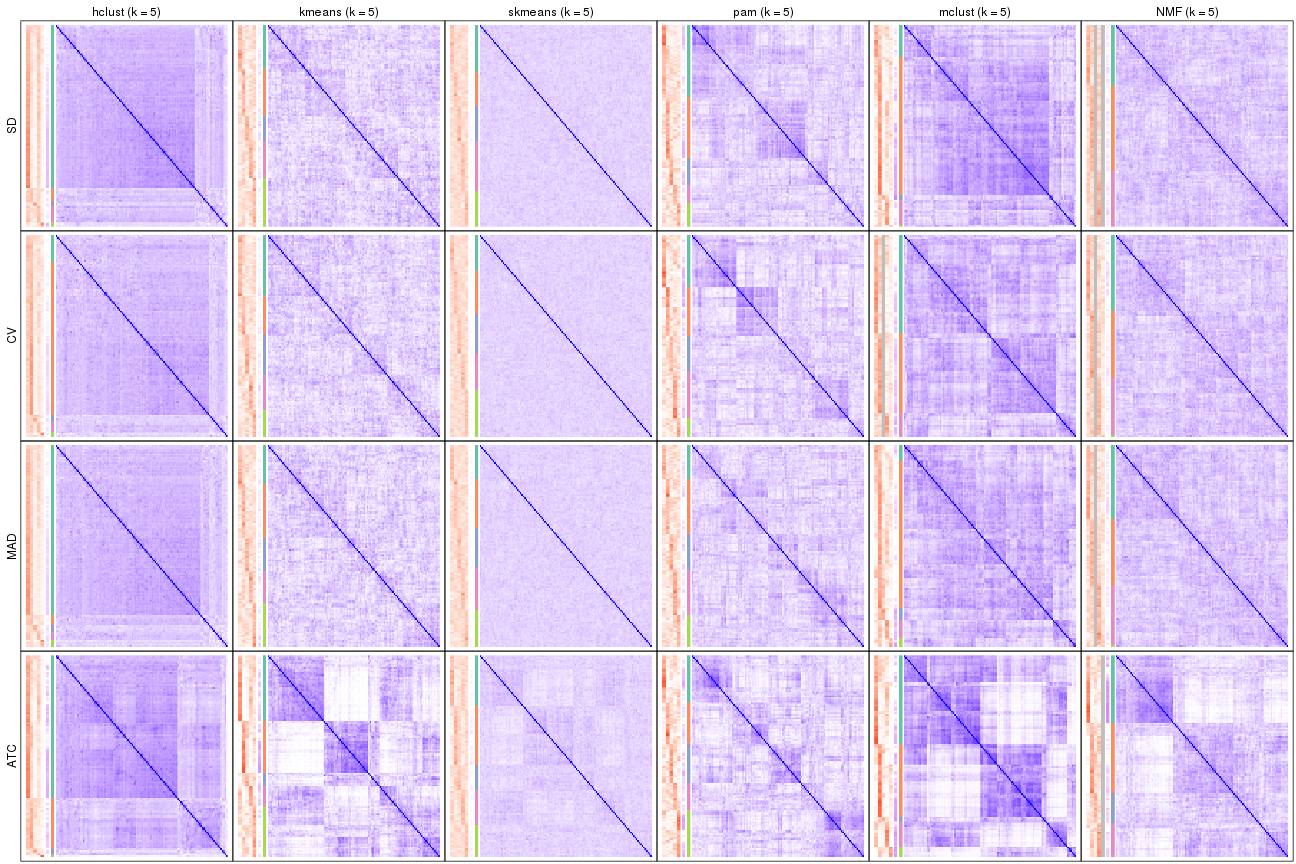 hclust (k = 5) kmeans (k = 5) skmeans (k = 5) pam (k = 5) mclust (k = 5) NMF (k = 5)
SD
CV
MAD
ATC